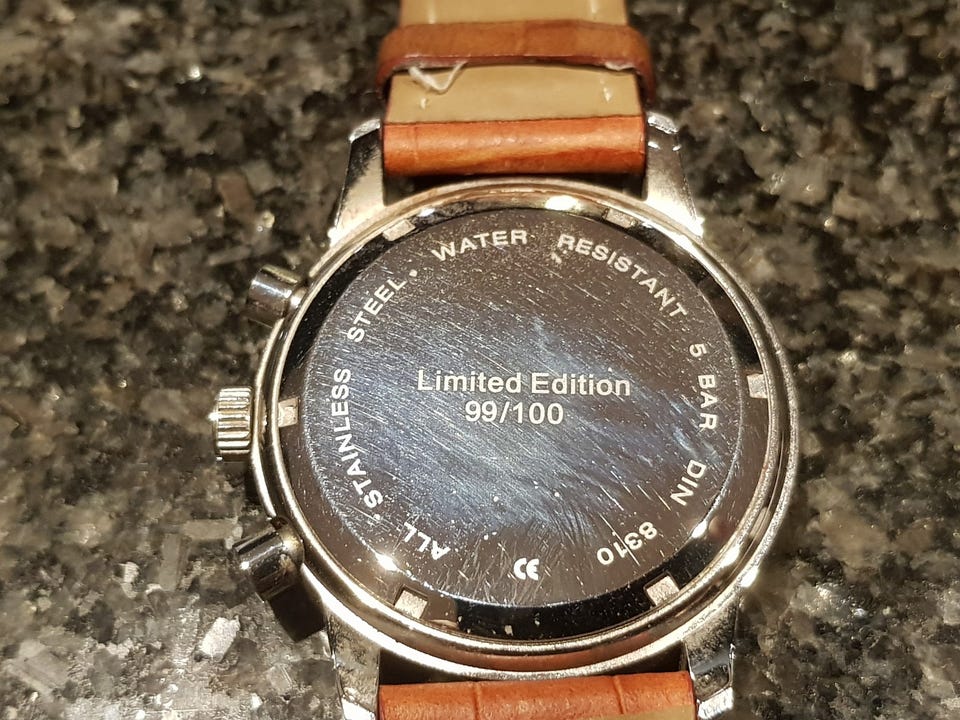 ALL STAINLESS STEEL WATER RESISTANT 5 BAR DIN 8310
Limited Edition
99/100
CE